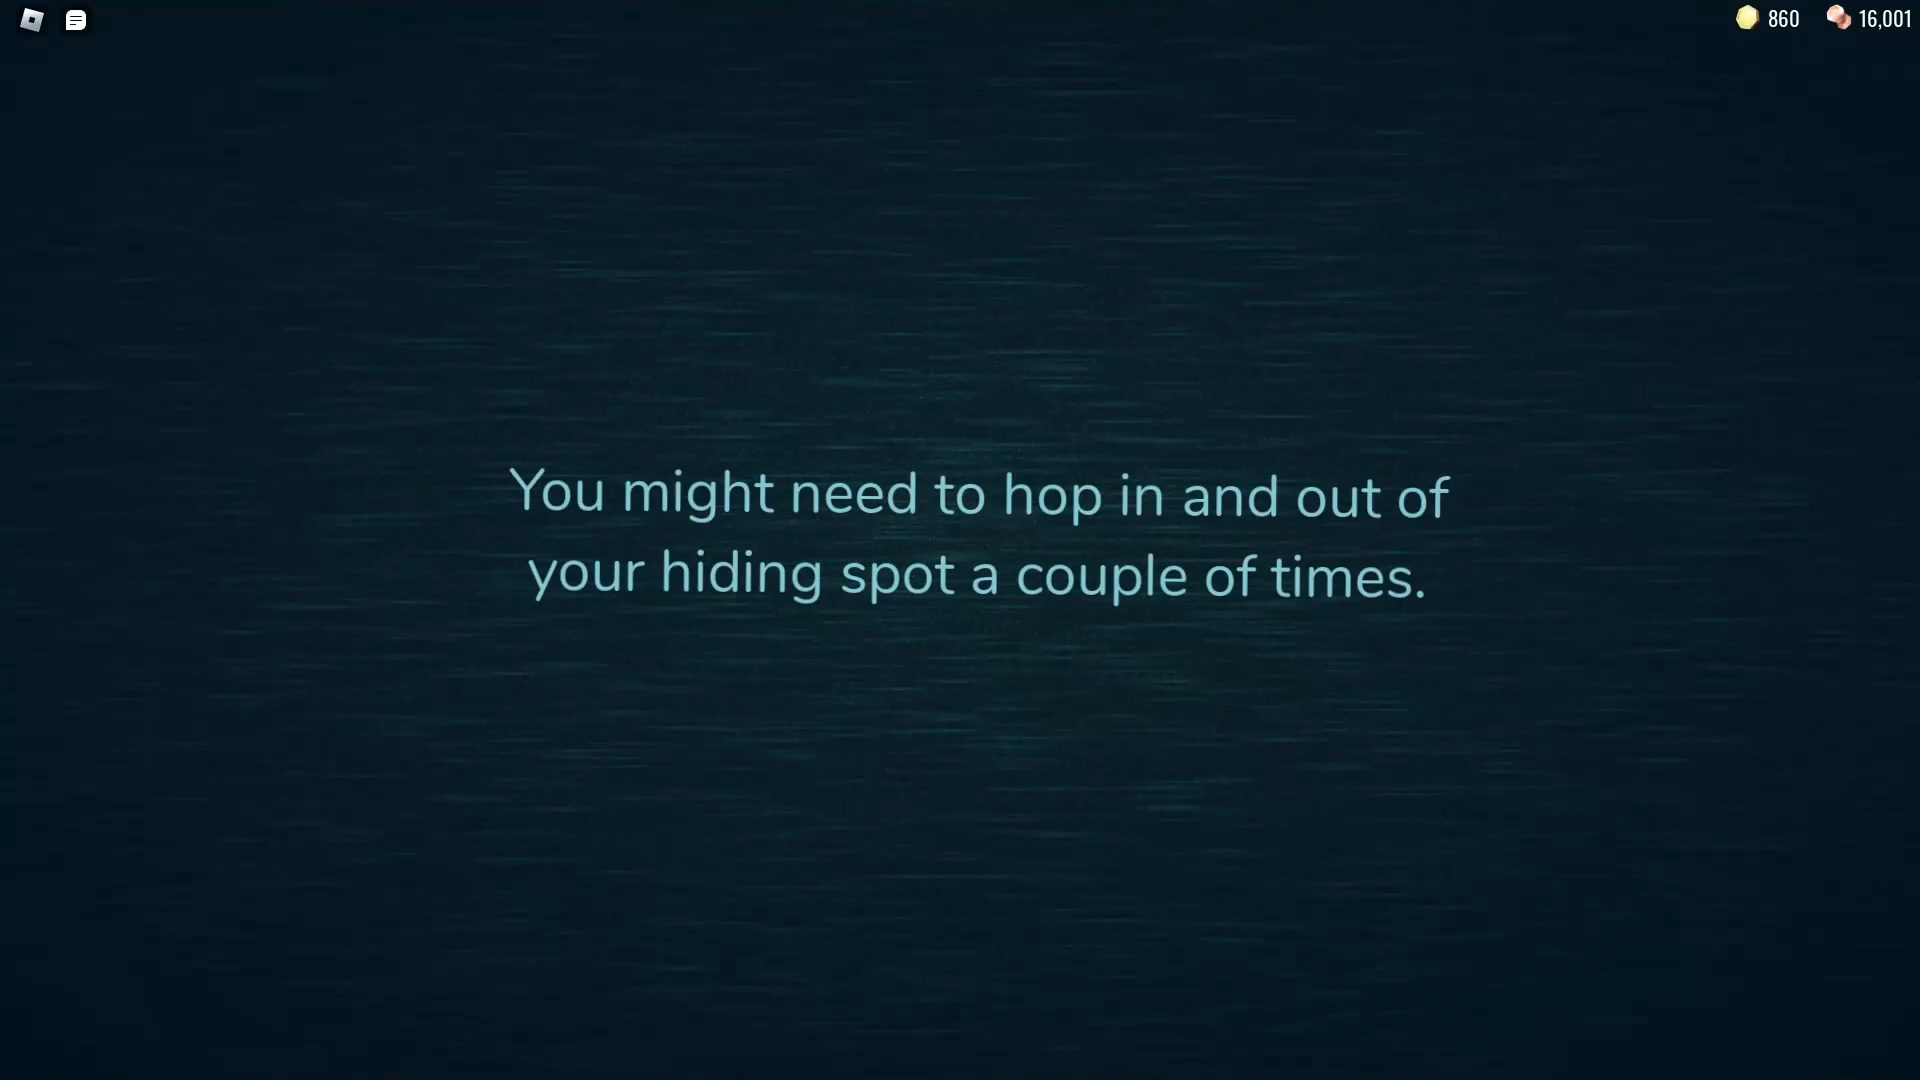 860 16,001
You might need to hop in and out of
your hiding spot a couple of times.